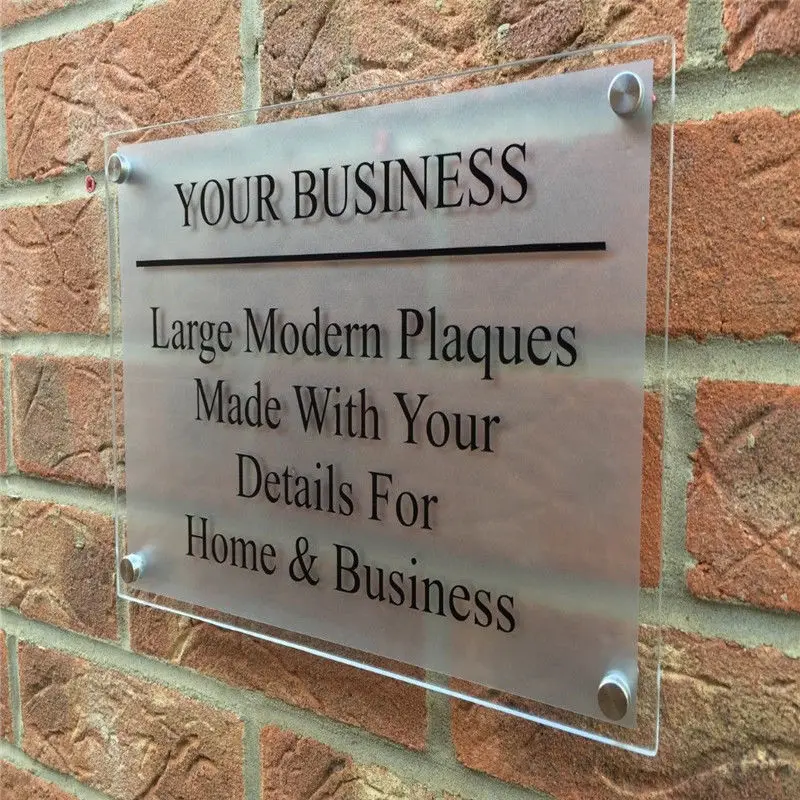 YOUR BUSINESS
Large Modern Plaques
Made With Your
Details For
Home & Business